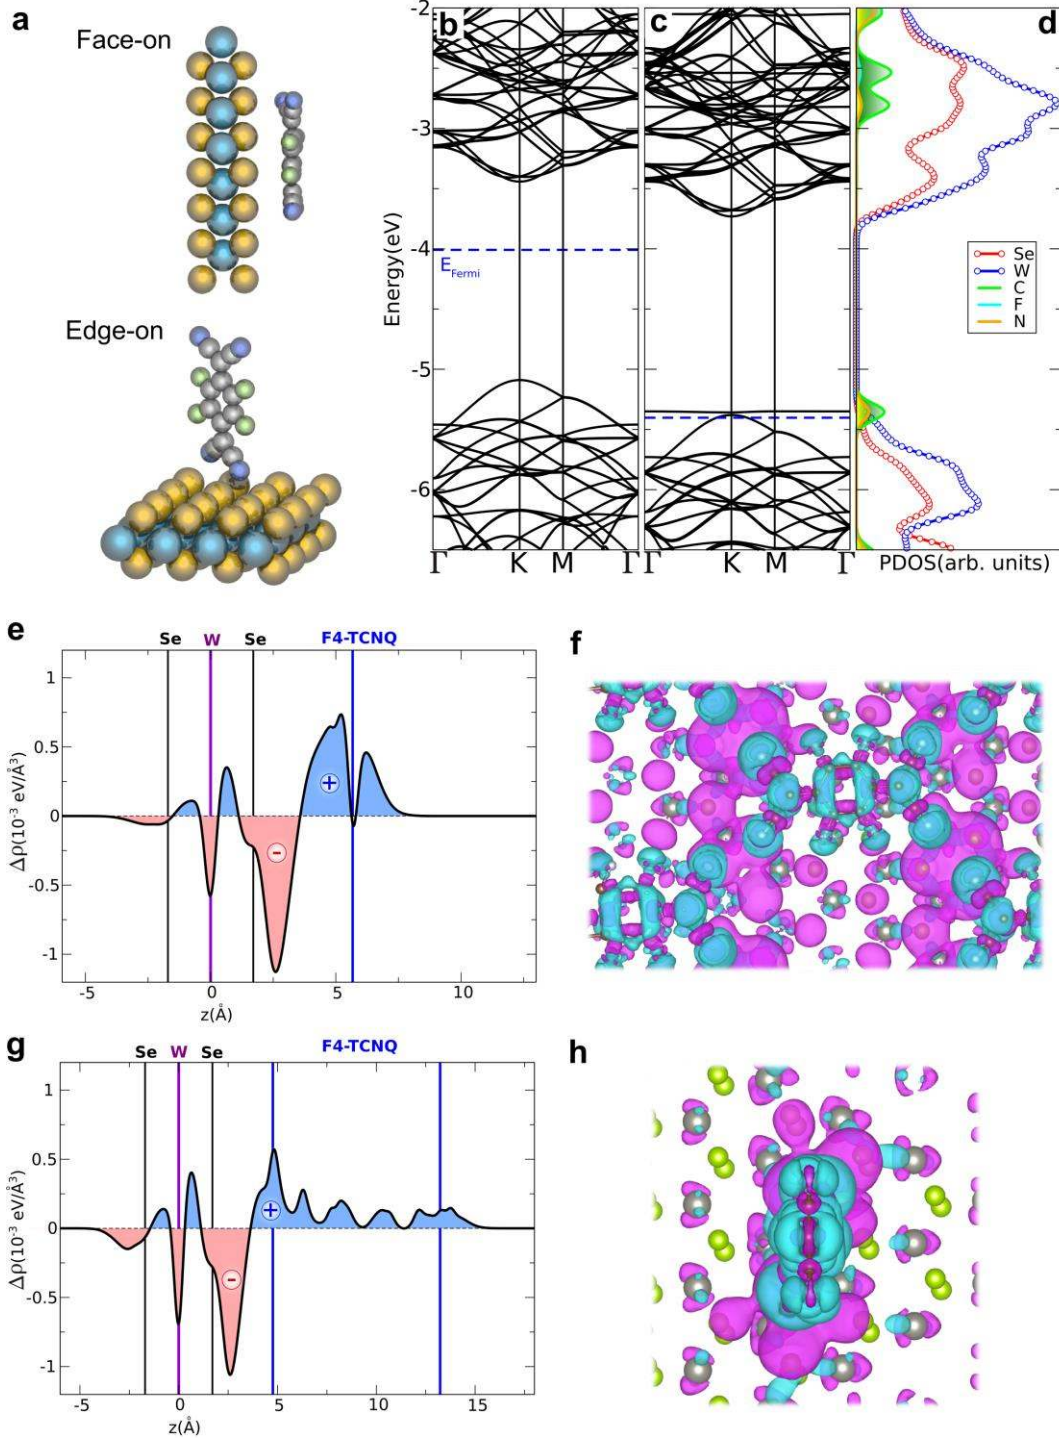 a
Face-on
Edge-on
b
c
d
-2
-3
-4
-5
-6
Energy(eV)
E_Fermi
Γ K M Γ
Γ K M Γ
Se
W
C
F
N
PDOS(arb. units)
e
Se W Se F4-TCNQ
1
0.5
0
-0.5
-1
Δρ(10⁻³ eV/Å³)
-5 0 5 10
z(Å)
+
-
f
g
Se W Se F4-TCNQ
1
0.5
0
-0.5
-1
Δρ(10⁻³ eV/Å³)
-5 0 5 10 15
z(Å)
+
-
h